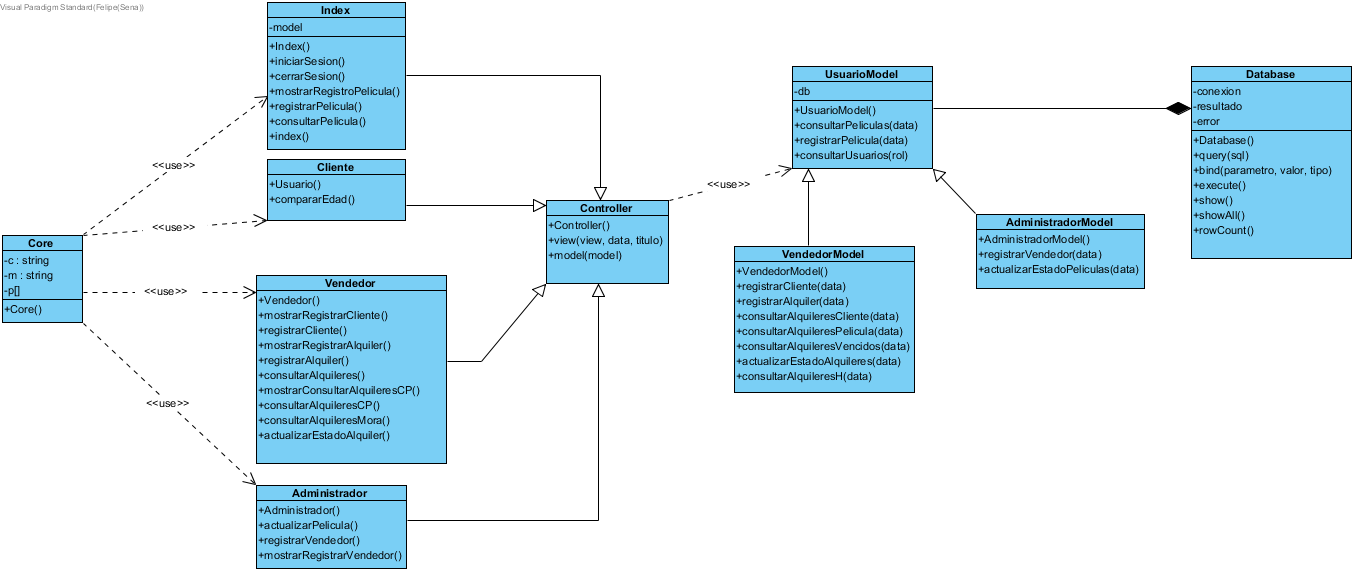 Visual Paradigm Standard(Felipe(Sena))
Index
-model
+Index()
+iniciarSesion()
+cerrarSesion()
+mostrarRegistroPelicula()
+registrarPelicula()
+consultarPelicula()
+index()
<<use>>
Cliente
+Usuario()
+compararEdad()
<<use>>
Core
-c : string
-m : string
-p[]
+Core()
<<use>>
Vendedor
+Vendedor()
+mostrarRegistrarCliente()
+registrarCliente()
+mostrarRegistrarAlquiler()
+registrarAlquiler()
+consultarAlquileres()
+mostrarConsultarAlquileresCP()
+consultarAlquileresCP()
+consultarAlquileresMora()
+actualizarEstadoAlquiler()
<<use>>
Administrador
+Administrador()
+actualizarPelicula()
+registrarVendedor()
+mostrarRegistrarVendedor()
Controller
+Controller()
+view(view, data, titulo)
+model(model)
<<use>>
UsuarioModel
-db
+UsuarioModel()
+consultarPeliculas(data)
+registrarPelicula(data)
+consultarUsuarios(rol)
VendedorModel
+VendedorModel()
+registrarCliente(data)
+registrarAlquiler(data)
+consultarAlquileresCliente(data)
+consultarAlquileresPelicula(data)
+consultarAlquileresVencidos(data)
+actualizarEstadoAlquileres(data)
+consultarAlquileresH(data)
AdministradorModel
+AdministradorModel()
+registrarVendedor(data)
+actualizarEstadoPeliculas(data)
Database
-conexion
-resultado
-error
+Database()
+query(sql)
+bind(parametro, valor, tipo)
+execute()
+show()
+showAll()
+rowCount()